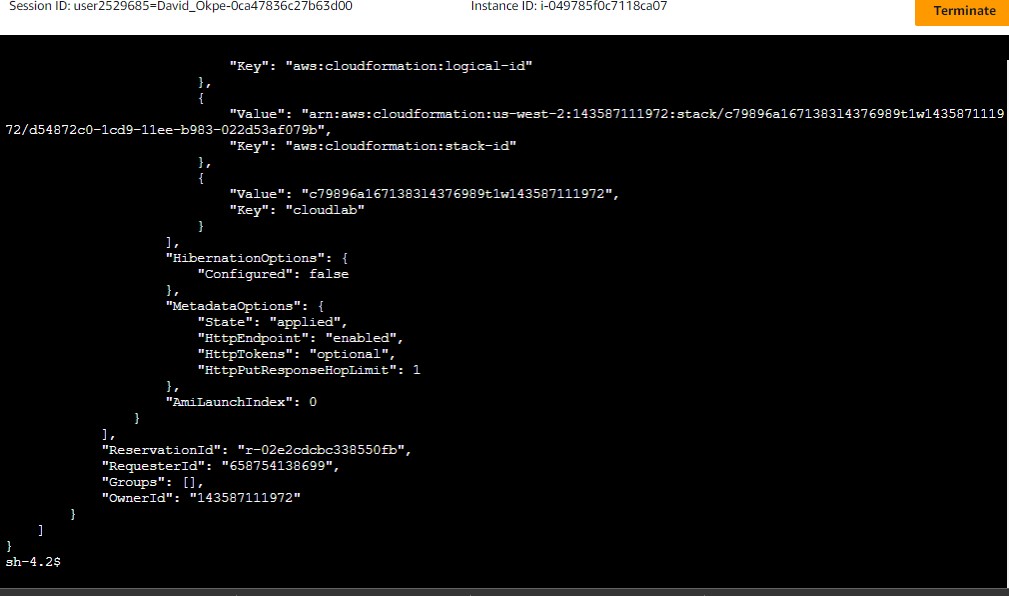 Session ID: user2529685=David_Okpe-0ca47836c27b63d00 Instance ID: i-049785f0c7118ca07 Terminate
"Key": "aws:cloudformation:logical-id"
},
{
"Value": "arn:aws:cloudformation:us-west-2:143587111972:stack/c79896a167138314376989t1w1435871119
72/d54872c0-1cd9-11ee-b983-022d53af079b",
"Key": "aws:cloudformation:stack-id"
},
{
"Value": "c79896a167138314376989t1w143587111972",
"Key": "cloudlab"
}
],
"HibernationOptions": {
"Configured": false
},
"MetadataOptions": {
"State": "applied",
"HttpEndpoint": "enabled",
"HttpTokens": "optional",
"HttpPutResponseHopLimit": 1
},
"AmiLaunchIndex": 0
}
],
"ReservationId": "r-02e2cdcbc338550fb",
"RequesterId": "658754138699",
"Groups": [],
"OwnerId": "143587111972"
}
]
}
sh-4.2$